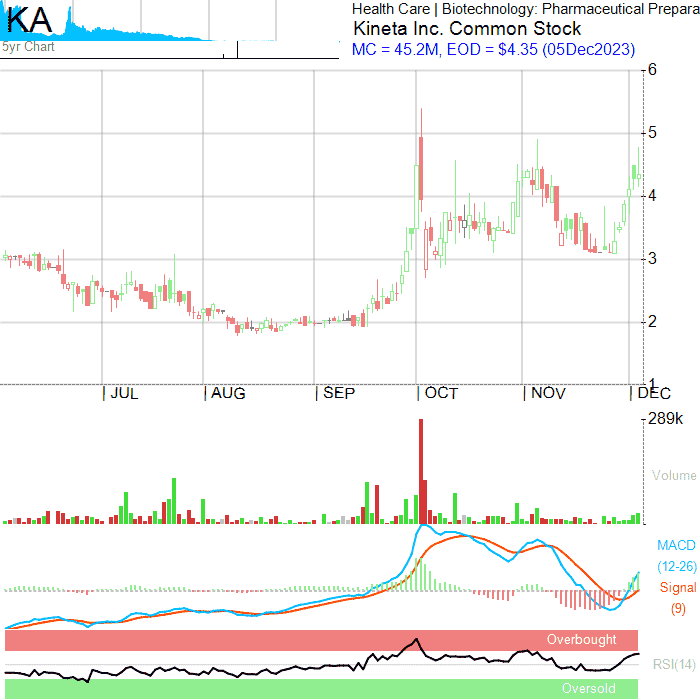 KA
5yr Chart
Health Care | Biotechnology: Pharmaceutical Prepara
Kineta Inc. Common Stock
MC = 45.2M, EOD = $4.35 (05Dec2023)
6
5
4
3
2
1
JUL
AUG
SEP
OCT
NOV
DEC
289k
Volume
MACD
(12-26)
Signal
(9)
Overbought
RSI(14)
Oversold